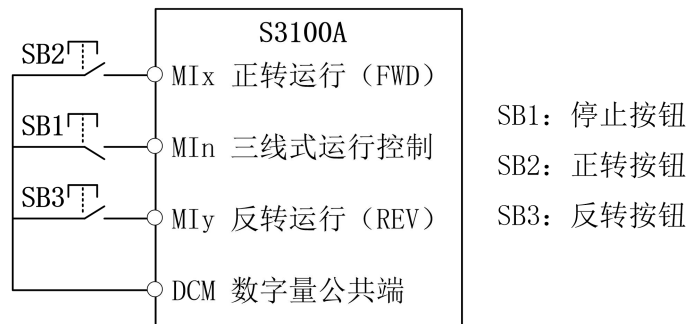 S3100A
SB2
MIx 正转运行（FWD）
SB1
MIn 三线式运行控制
SB3
MIy 反转运行（REV）
DCM 数字量公共端
SB1：停止按钮
SB2：正转按钮
SB3：反转按钮